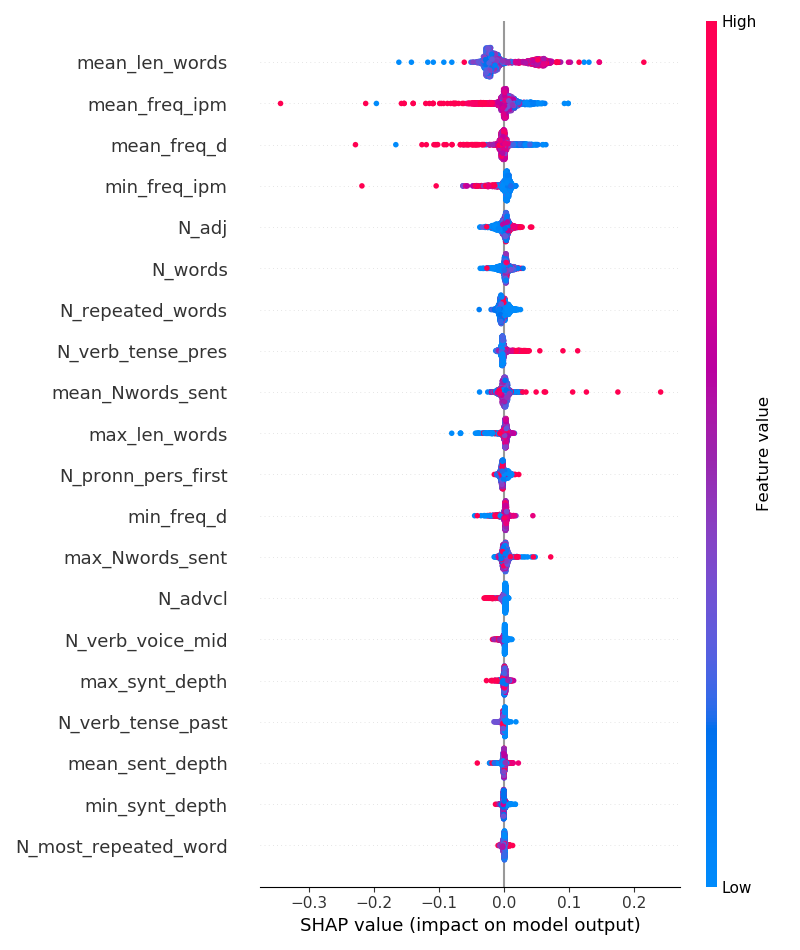 High
mean_len_words
mean_freq_ipm
mean_freq_d
min_freq_ipm
N_adj
N_words
N_repeated_words
N_verb_tense_pres
mean_Nwords_sent
max_len_words
N_pronn_pers_first
min_freq_d
max_Nwords_sent
N_advcl
N_verb_voice_mid
max_synt_depth
N_verb_tense_past
mean_sent_depth
min_synt_depth
N_most_repeated_word
Feature value
Low
−0.3 −0.2 −0.1 0.0 0.1 0.2
SHAP value (impact on model output)